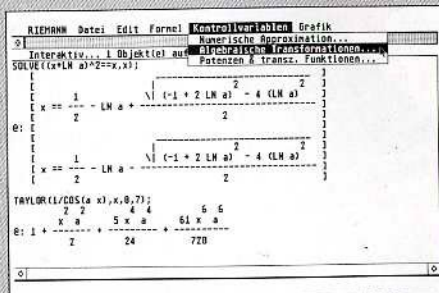 RIEMANN Datei Edit Formel Kontrollvariablen Grafik
Numerische Approximation...
Algebraische Transformationen...
Potenzen & transz. Funktionen...
Interaktiv... 1 Objekt(e) auf
SOLVE((x+LN a)^2==x,x);
[ 2 2 ]
[ 1 \| (-1 + 2 LN a) - 4 (LN a) ]
[ x == --- - LN a + ------------------------------ ]
[ 2 2 ]
e: [ ]
[ 2 2 ]
[ 1 \| (-1 + 2 LN a) - 4 (LN a) ]
[ x == --- - LN a - ------------------------------ ]
[ 2 2 ]
TAYLOR(1/COS(a x),x,0,7);
2 2 4 4 6 6
x a 5 x a 61 x a
e: 1 + ------- + --------- + ----------
2 24 720